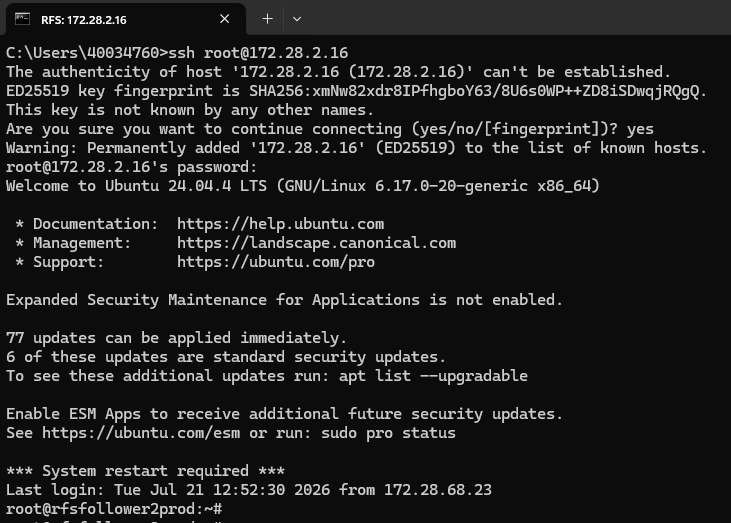 RFS: 172.28.2.16
C:\Users\40034760>ssh root@172.28.2.16
The authenticity of host '172.28.2.16 (172.28.2.16)' can't be established.
ED25519 key fingerprint is SHA256:xmNw82xdr8IPfhgboY63/8U6s0WP++ZD8iSDwqjRQgQ.
This key is not known by any other names.
Are you sure you want to continue connecting (yes/no/[fingerprint])? yes
Warning: Permanently added '172.28.2.16' (ED25519) to the list of known hosts.
root@172.28.2.16's password:
Welcome to Ubuntu 24.04.4 LTS (GNU/Linux 6.17.0-20-generic x86_64)
* Documentation:  https://help.ubuntu.com
* Management:     https://landscape.canonical.com
* Support:        https://ubuntu.com/pro
Expanded Security Maintenance for Applications is not enabled.
77 updates can be applied immediately.
6 of these updates are standard security updates.
To see these additional updates run: apt list --upgradable
Enable ESM Apps to receive additional future security updates.
See https://ubuntu.com/esm or run: sudo pro status
*** System restart required ***
Last login: Tue Jul 21 12:52:30 2026 from 172.28.68.23
root@rfsfollower2prod:~#